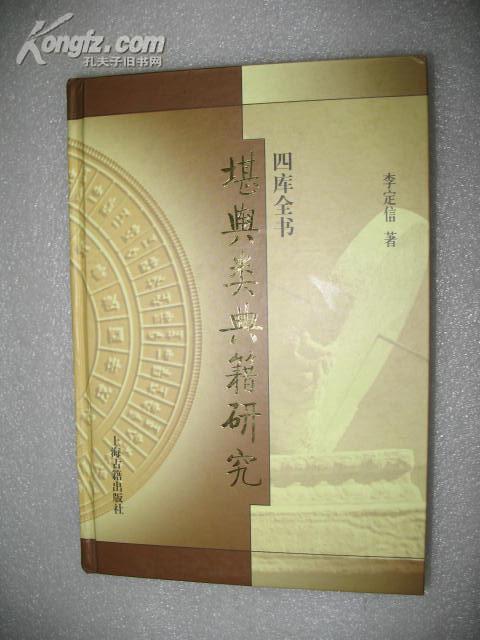 Kongfz.com
孔夫子旧书网
四库全书
堪舆类典籍研究
李定信 著
上海古籍出版社